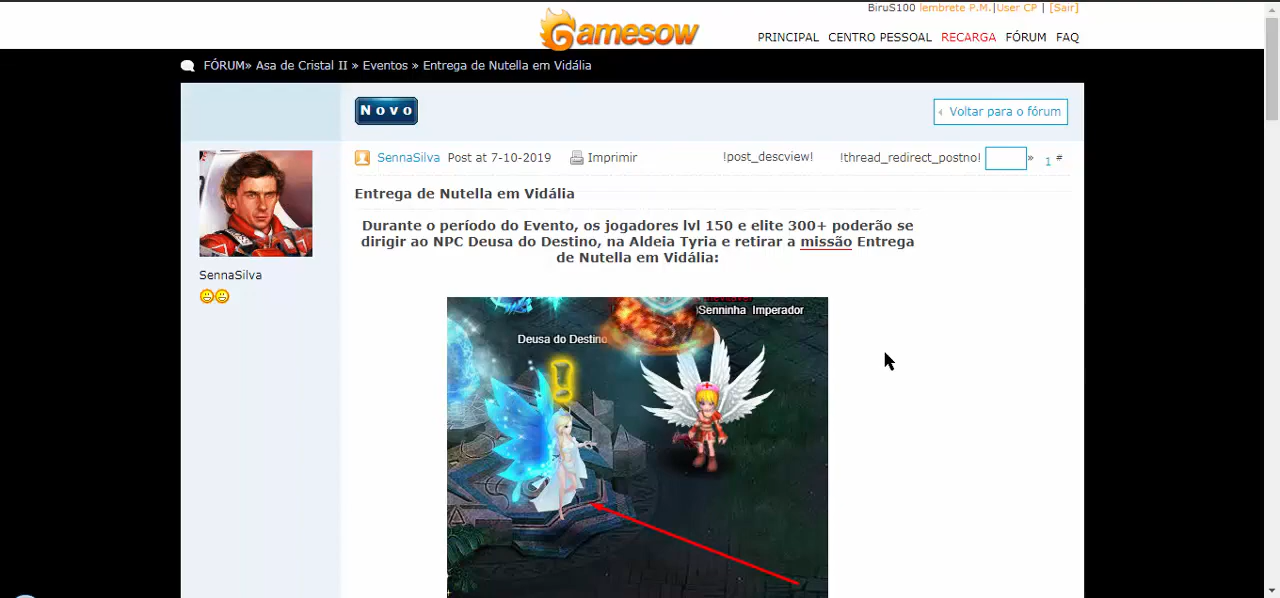 BiruS100 lembrete P.M.|User CP | [Sair]
Gamesow
PRINCIPAL CENTRO PESSOAL RECARGA FÓRUM FAQ
FÓRUM» Asa de Cristal II » Eventos » Entrega de Nutella em Vidália
Novo
Voltar para o fórum
SennaSilva Post at 7-10-2019 Imprimir !post_descview! !thread_redirect_postno! » 1 #
Entrega de Nutella em Vidália
Durante o período do Evento, os jogadores lvl 150 e elite 300+ poderão se
dirigir ao NPC Deusa do Destino, na Aldeia Tyria e retirar a missão Entrega
de Nutella em Vidália:
SennaSilva
Senninha Imperador
Deusa do Destino